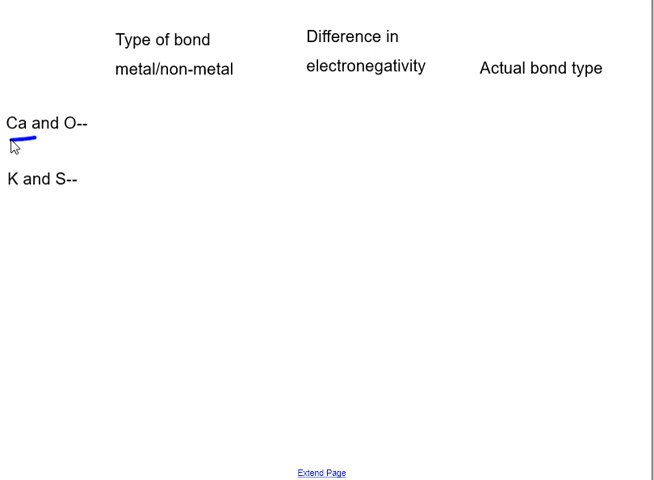 Type of bond
metal/non-metal
Difference in
electronegativity
Actual bond type
Ca and O--
K and S--
Extend Page